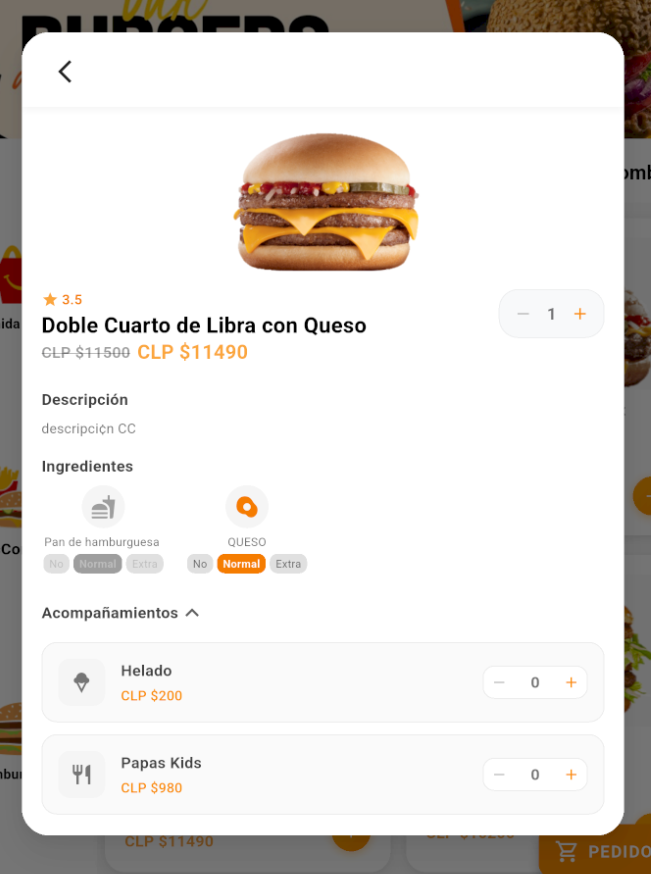 BURGERS
omb
3.5
Doble Cuarto de Libra con Queso
1
CLP $11500 CLP $11490
Descripción
descripci¢n CC
Ingredientes
Pan de hamburguesa
QUESO
No Normal Extra
No Normal Extra
Acompañamientos
Helado
CLP $200
0
Papas Kids
CLP $980
0
ida
Co
mbu
CLP $11490
PEDIDO